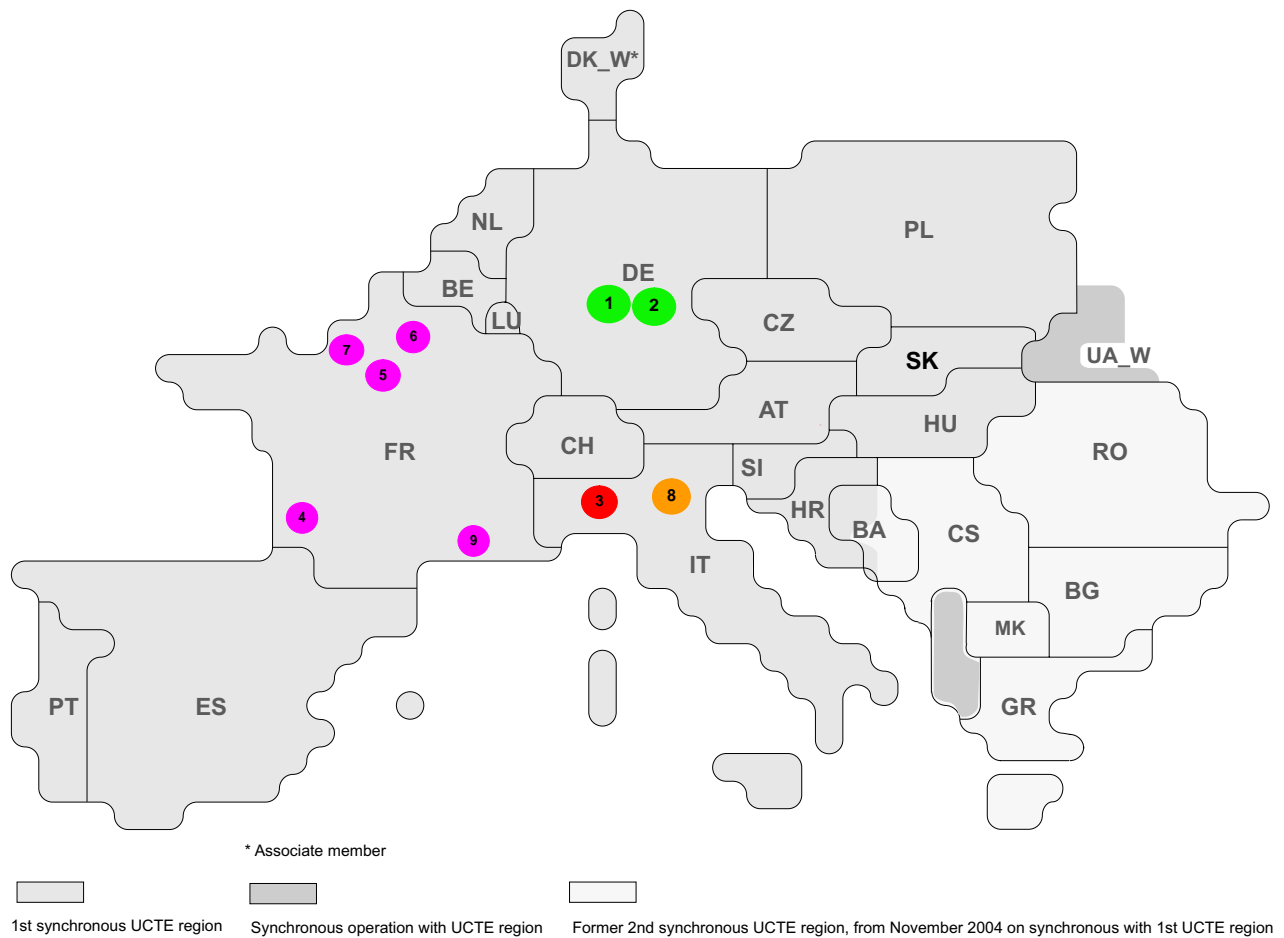 DK_W*
NL
PL
DE
BE
1
2
LU
CZ
7
6
5
SK
UA_W
AT
HU
FR
CH
SI
RO
3
8
HR
4
9
BA
CS
IT
BG
MK
PT
ES
GR
* Associate member
1st synchronous UCTE region
Synchronous operation with UCTE region
Former 2nd synchronous UCTE region, from November 2004 on synchronous with 1st UCTE region